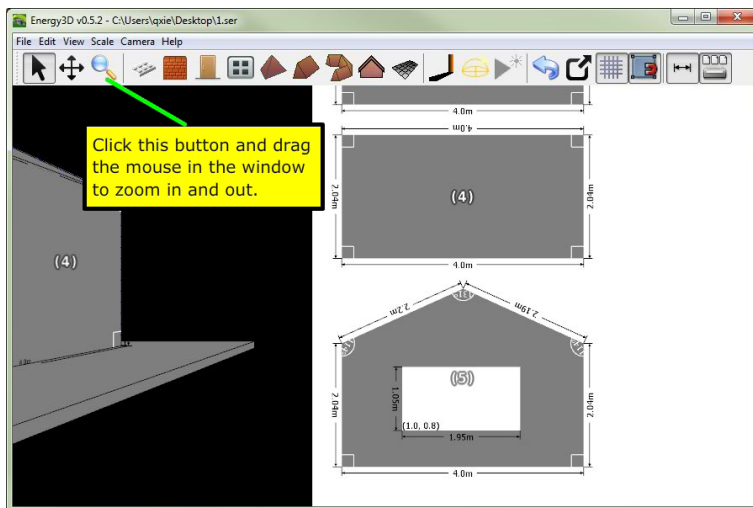 Energy3D v0.5.2 - C:\Users\qxie\Desktop\1.ser
File Edit View Scale Camera Help
Click this button and drag
the mouse in the window
to zoom in and out.
(4)
4.0m
4.0m
2.04m
(4)
2.04m
4.0m
2.2m
2.19m
2.04m
1.05m
(5)
2.04m
(1.0, 0.8)
1.95m
4.0m